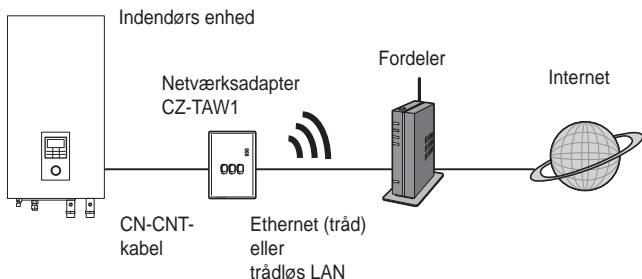 Indendørs enhed
Netværksadapter
CZ-TAW1
Fordeler
Internet
CN-CNT-
kabel
Ethernet (tråd)
eller
trådløs LAN